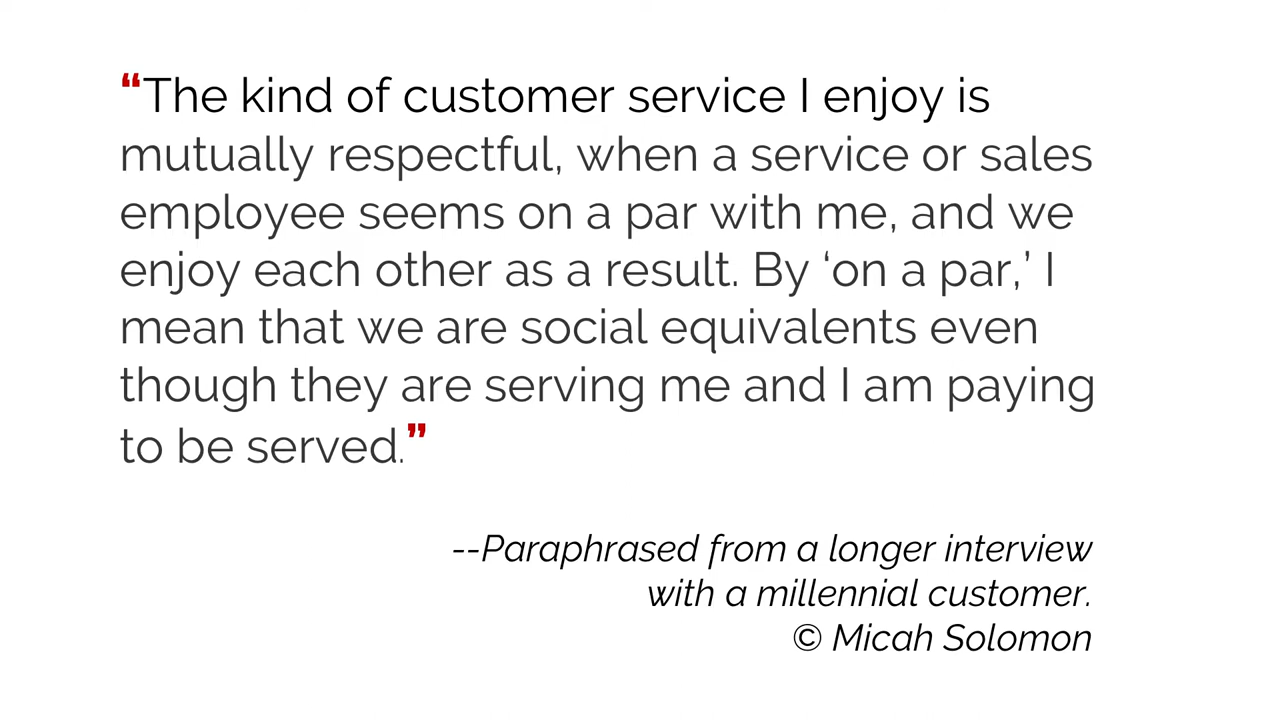 ❝The kind of customer service I enjoy is
mutually respectful, when a service or sales
employee seems on a par with me, and we
enjoy each other as a result. By ‘on a par,’ I
mean that we are social equivalents even
though they are serving me and I am paying
to be served.❞
--Paraphrased from a longer interview
with a millennial customer.
© Micah Solomon